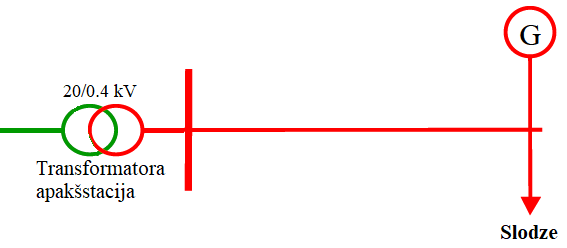 G
20/0.4 kV
Transformatora
apakšstacija
Slodze